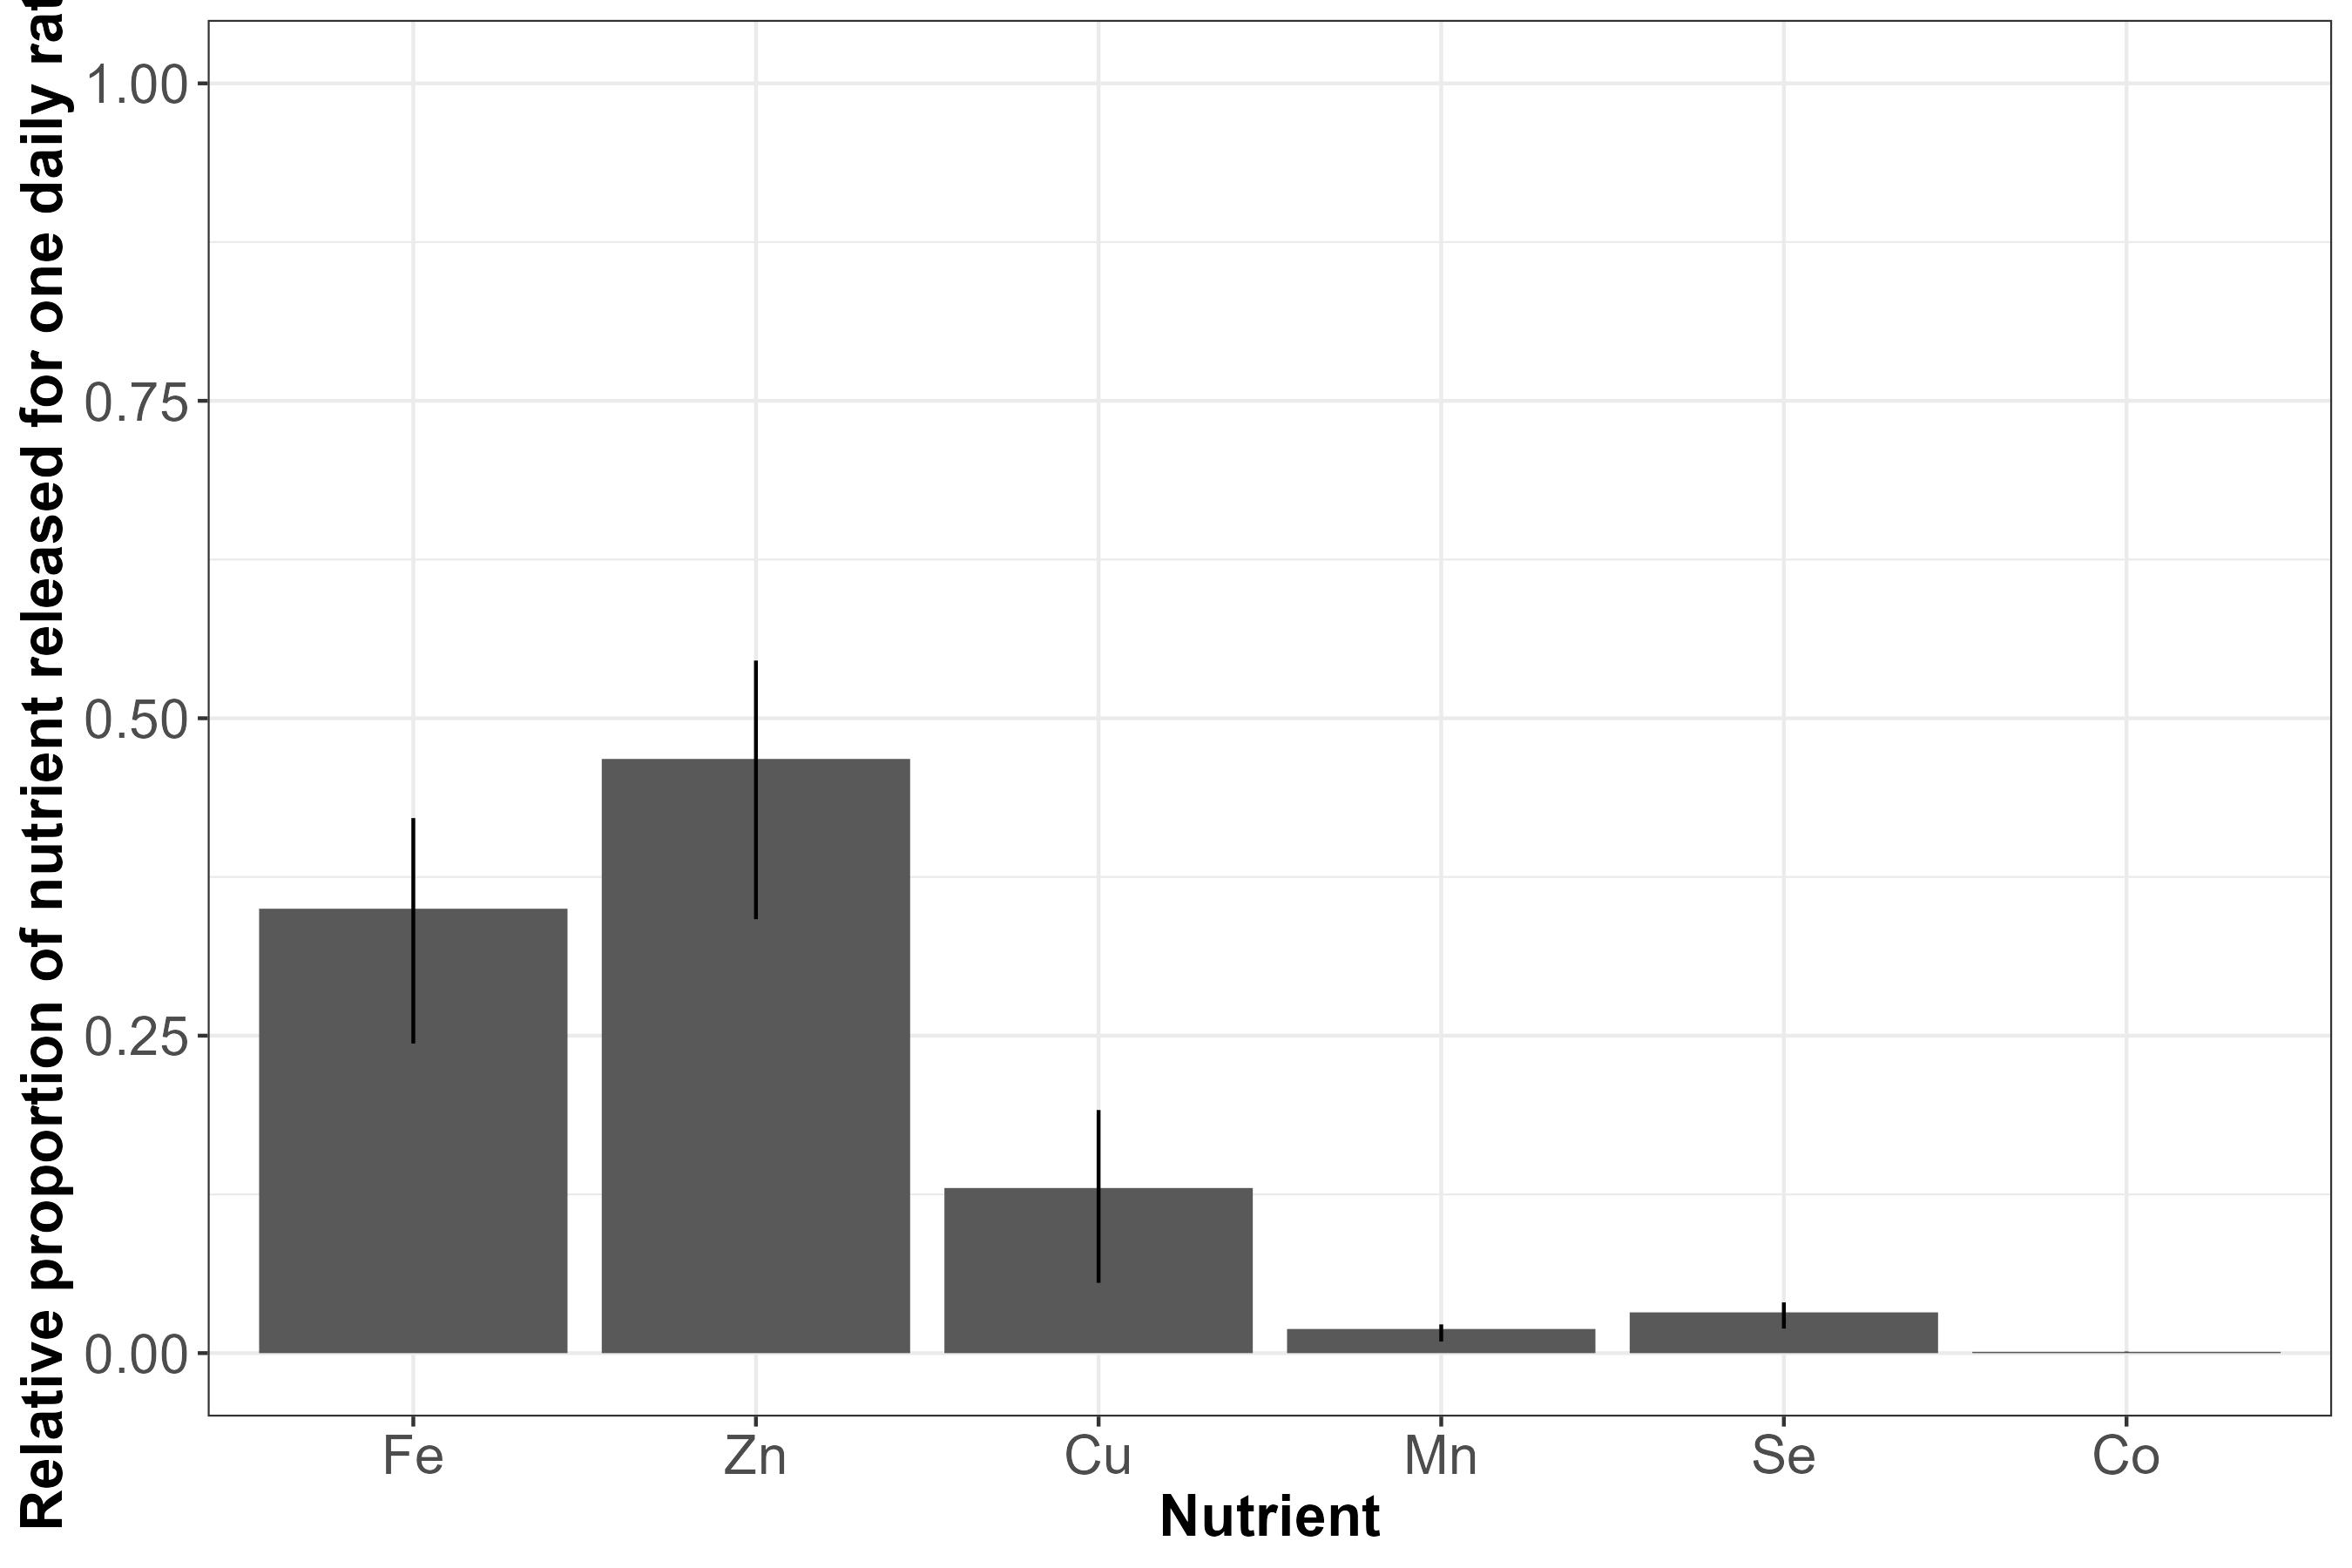 Relative proportion of nutrient released for one daily
1.00
0.75
0.50
0.25
0.00
Fe Zn Cu Mn Se Co
Nutrient